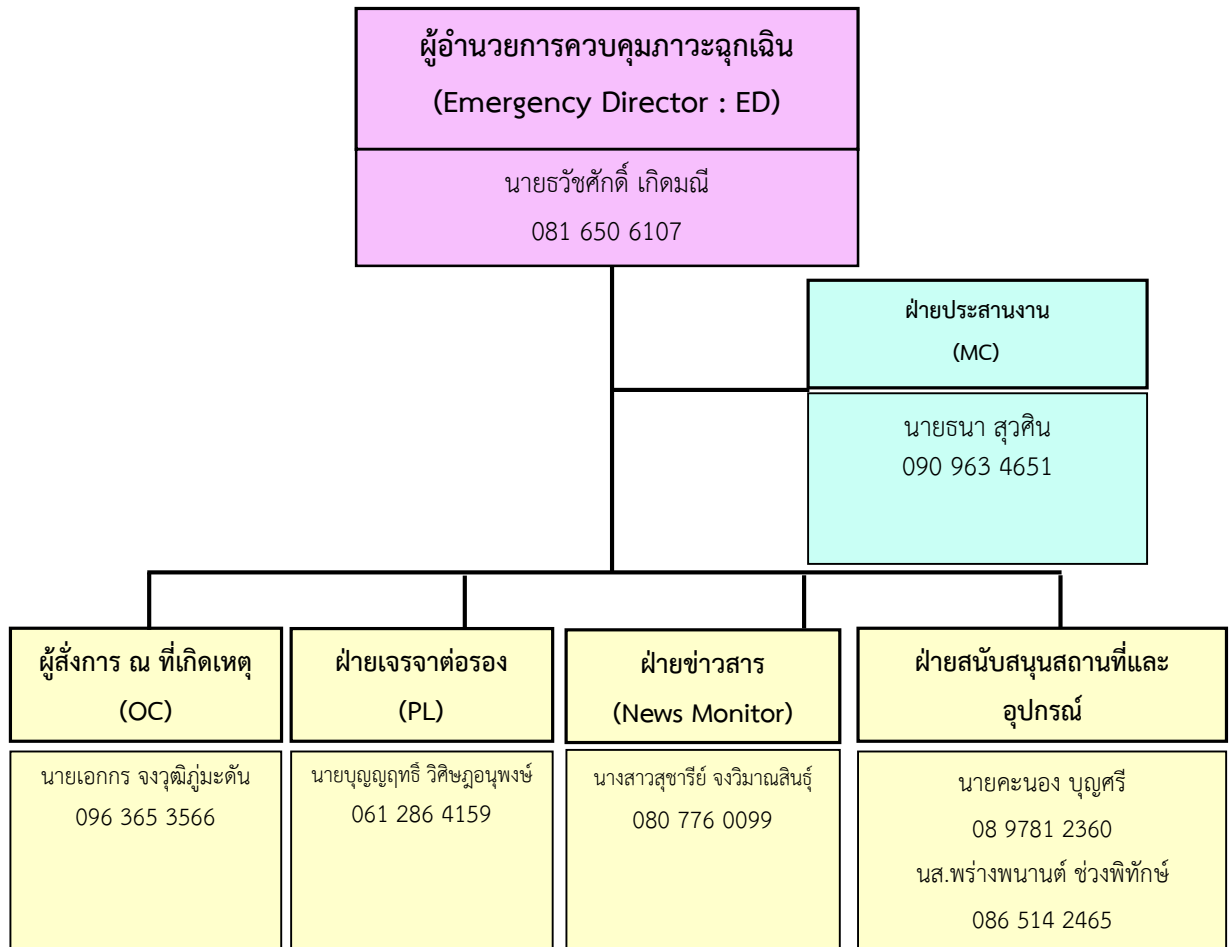 ผู้อำนวยการควบคุมภาวะฉุกเฉิน
(Emergency Director : ED)
นายธวัชศักดิ์ เกิดมณี
081 650 6107
ฝ่ายประสานงาน
(MC)
นายธนา สุวศิน
090 963 4651
ผู้สั่งการ ณ ที่เกิดเหตุ
(OC)
นายเอกกร จงวุฒิภู่มะดัน
096 365 3566
ฝ่ายเจรจาต่อรอง
(PL)
นายบุญญฤทธิ์ วิศิษฎอนุพงษ์
061 286 4159
ฝ่ายข่าวสาร
(News Monitor)
นางสาวสุชารีย์ จงวิมาณสินธุ์
080 776 0099
ฝ่ายสนับสนุนสถานที่และ
อุปกรณ์
นายคะนอง บุญศรี
08 9781 2360
นส.พร่างพนานต์ ช่วงพิทักษ์
086 514 2465